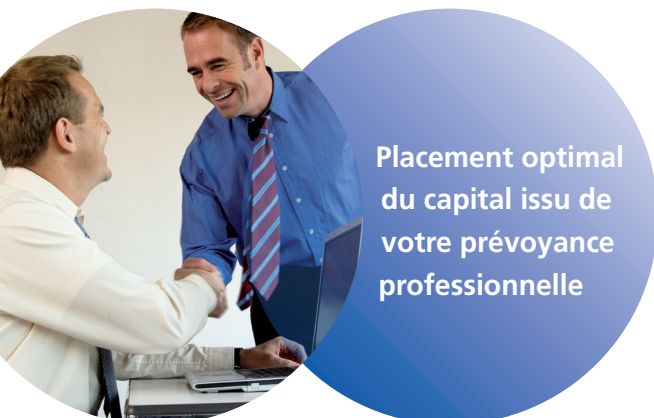 Placement optimal
du capital issu de
votre prévoyance
professionnelle